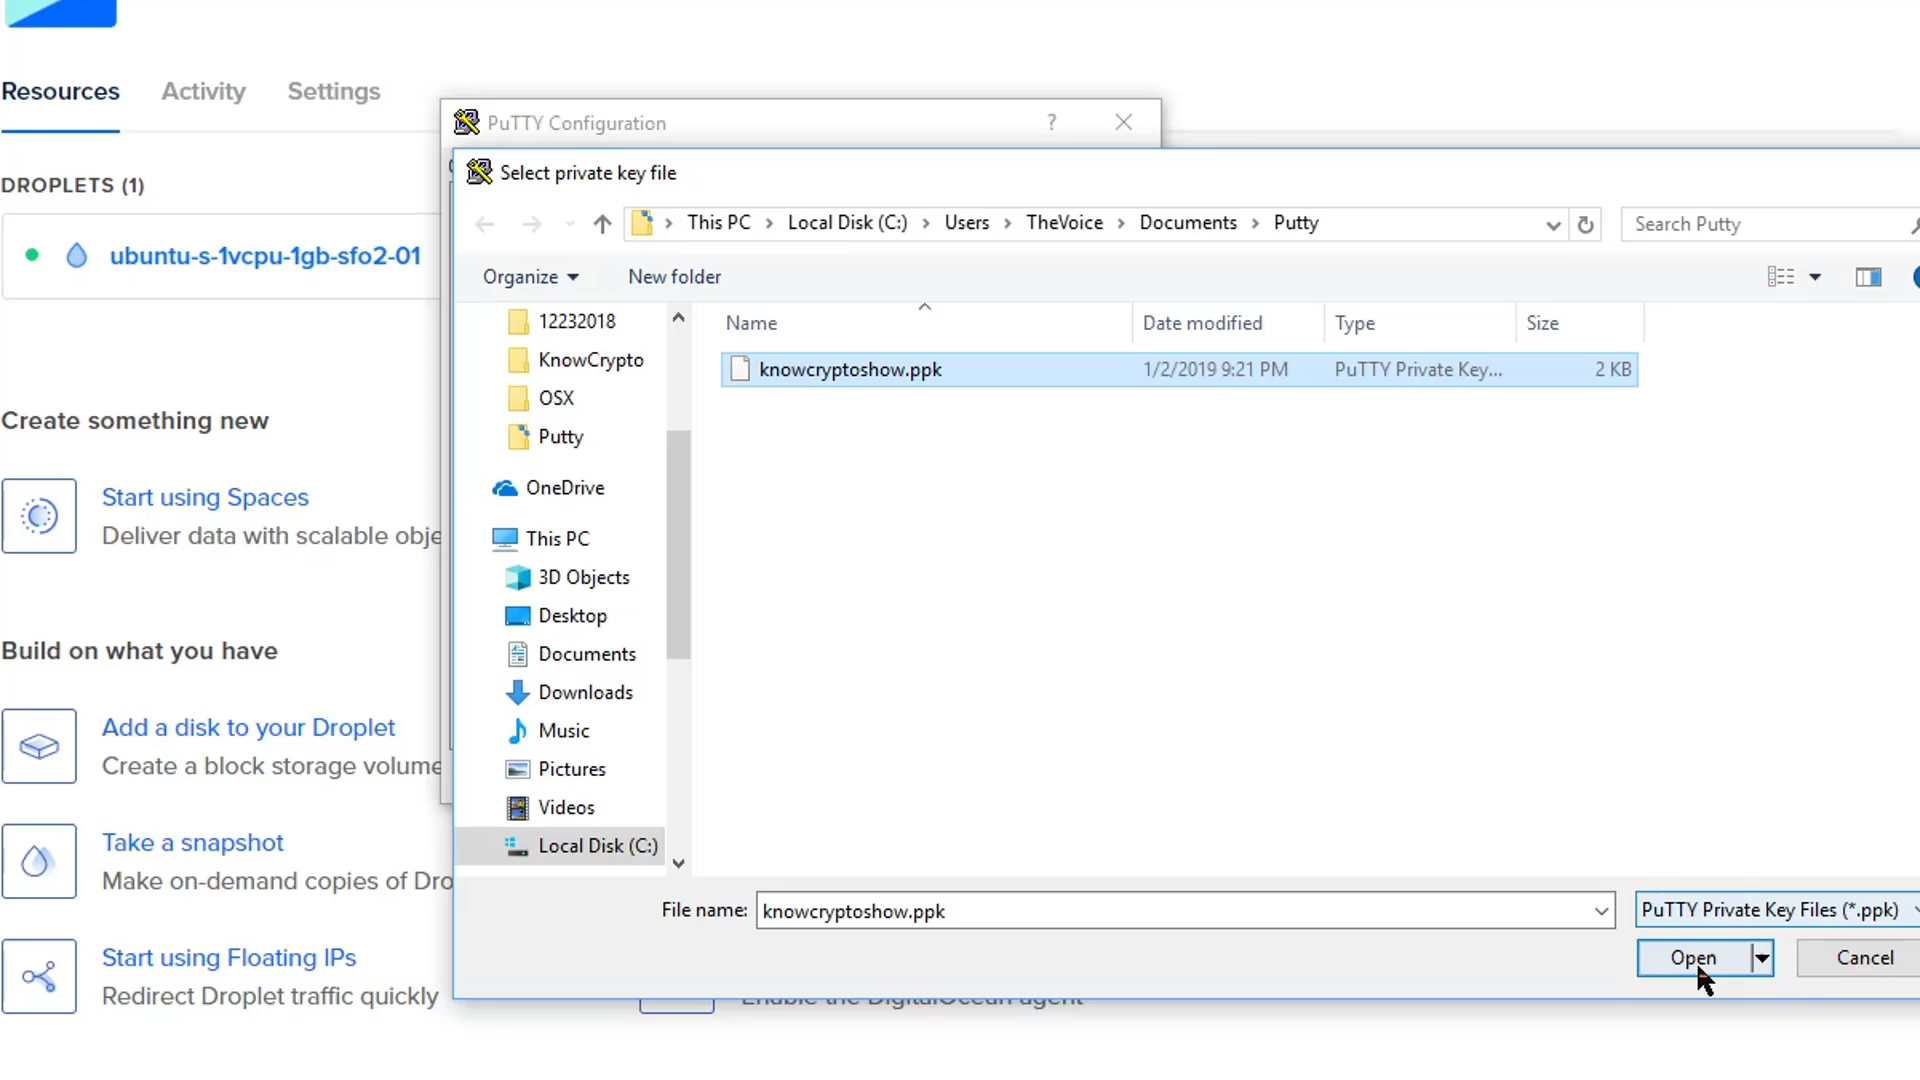 Resources
Activity
Settings
DROPLETS (1)
ubuntu-s-1vcpu-1gb-sfo2-01
Create something new
Start using Spaces
Deliver data with scalable obje
Build on what you have
Add a disk to your Droplet
Create a block storage volume
Take a snapshot
Make on-demand copies of Dro
Start using Floating IPs
Redirect Droplet traffic quickly
Enable the DigitalOcean agent
PuTTY Configuration
?
Select private key file
This PC > Local Disk (C:) > Users > TheVoice > Documents > Putty
Search Putty
Organize
New folder
12232018
KnowCrypto
OSX
Putty
OneDrive
This PC
3D Objects
Desktop
Documents
Downloads
Music
Pictures
Videos
Local Disk (C:)
Name
Date modified
Type
Size
knowcryptoshow.ppk
1/2/2019 9:21 PM
PuTTY Private Key...
2 KB
File name:
knowcryptoshow.ppk
PuTTY Private Key Files (*.ppk)
Open
Cancel